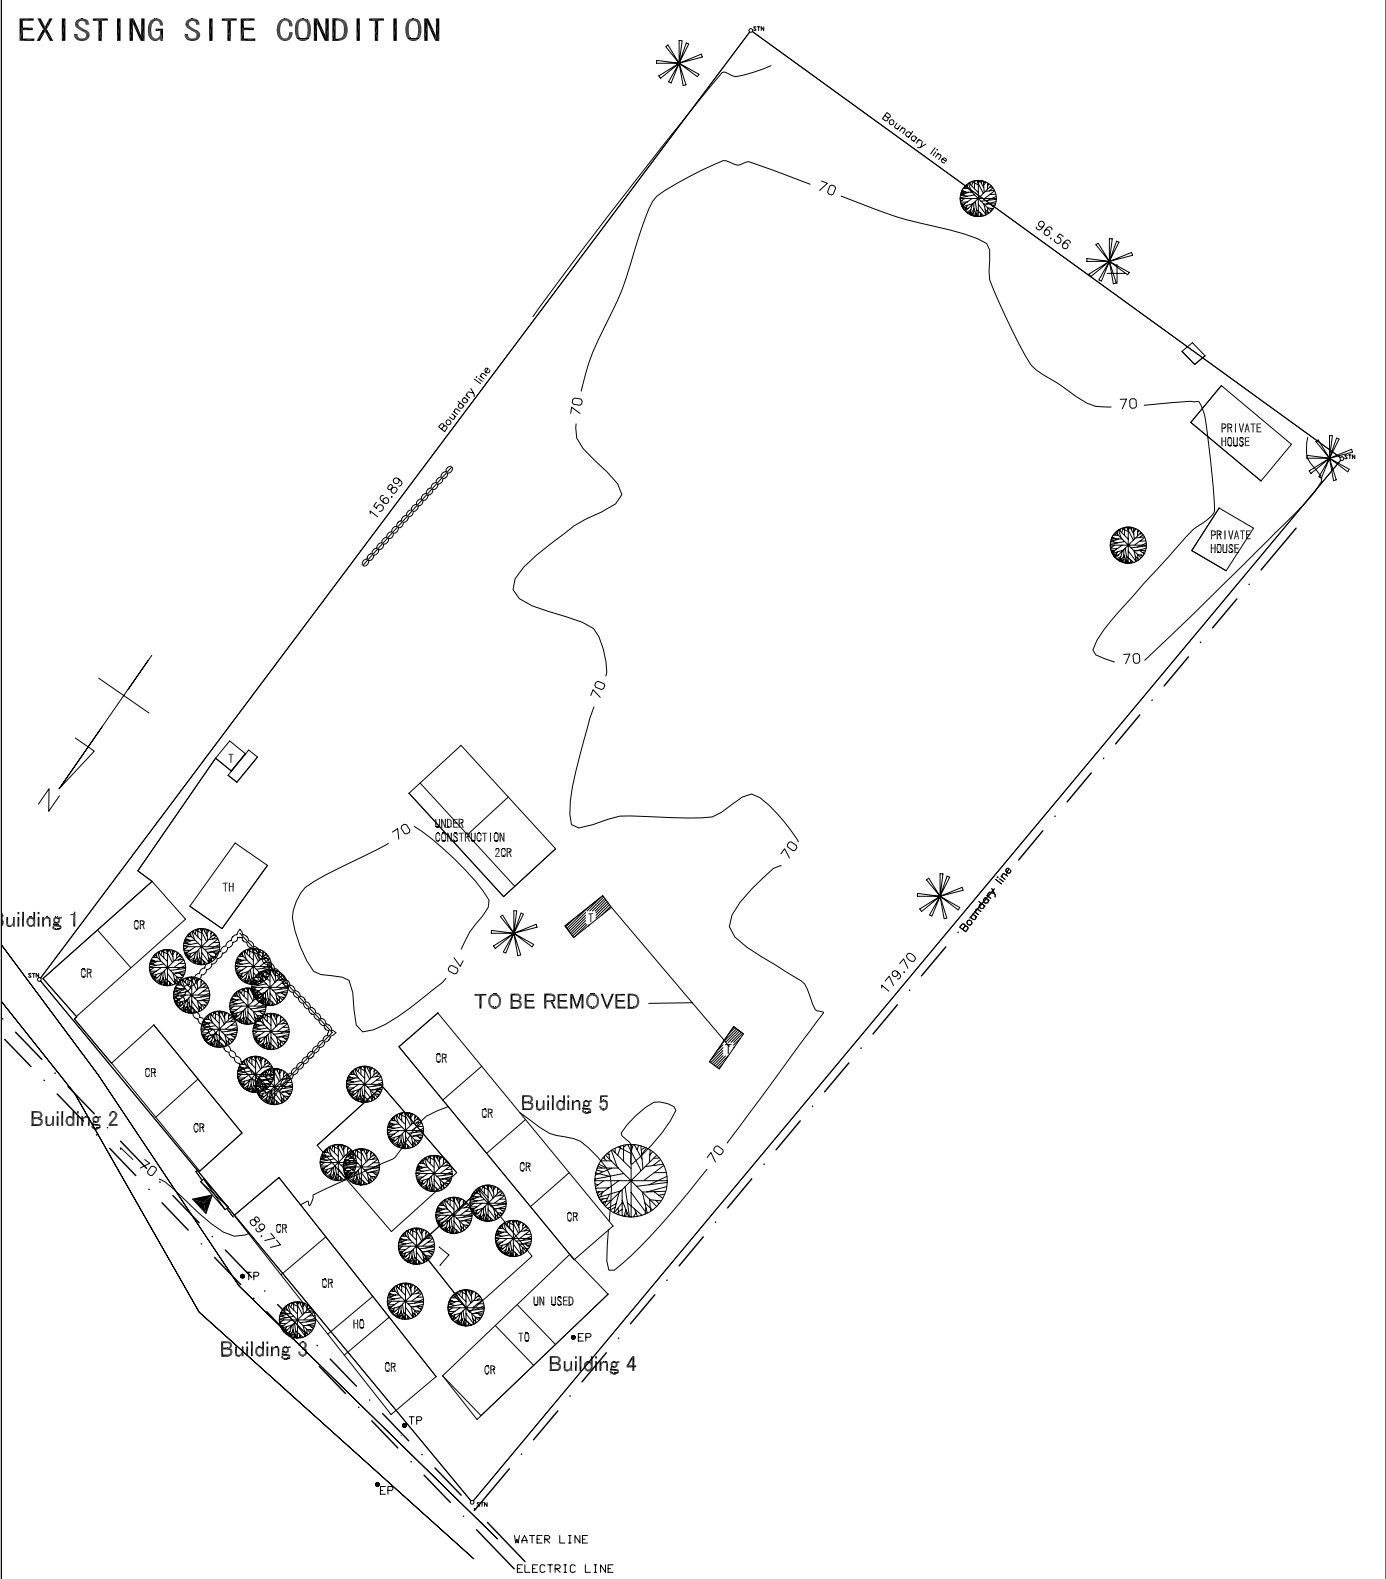 EXISTING SITE CONDITION
STN
Boundary line
70
96.56
70
70
PRIVATE
HOUSE
STN
Boundary line
156.89
PRIVATE
HOUSE
70
70
N
T
UNDER
CONSTRUCTION
2CR
70
70
TH
Boundary line
Building 1
CR
T
CR
STN
70
179.70
TO BE REMOVED
T
CR
CR
Building 5
CR
Building 2
CR
CR
70
70
CR
CR
CR
89.77
TP
CR
UN USED
HO
TO
EP
Building 3
CR
CR
Building 4
TP
EP
STN
WATER LINE
ELECTRIC LINE